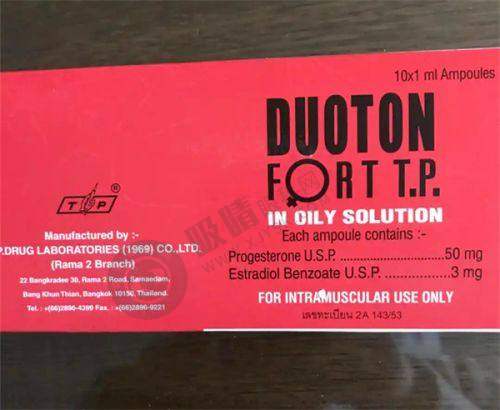 10x1 ml Ampoules
DUOTON
FORT T.P.
IN OILY SOLUTION
Each ampoule contains :-
Progesterone U.S.P. ............................ 50 mg
Estradiol Benzoate U.S.P. .................. 3 mg
FOR INTRAMUSCULAR USE ONLY
เลขทะเบียน 2A 143/53
T P ®
Manufactured by :-
P.DRUG LABORATORIES (1969) CO.,LTD.
(Rama 2 Branch)
22 Bangkradee 30, Rama 2 Road, Samaedam,
Bang Khun Thian, Bangkok 10150, Thailand.
Tel. : +(66)2896-4399 Fax. : +(66)2896-9221
吸晴